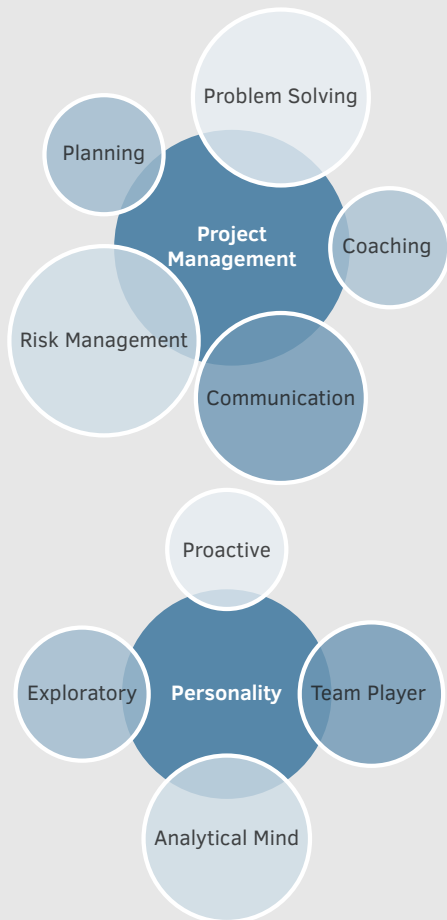 Problem Solving
Planning
Project
Management
Coaching
Risk Management
Communication
Proactive
Exploratory
Personality
Team Player
Analytical Mind